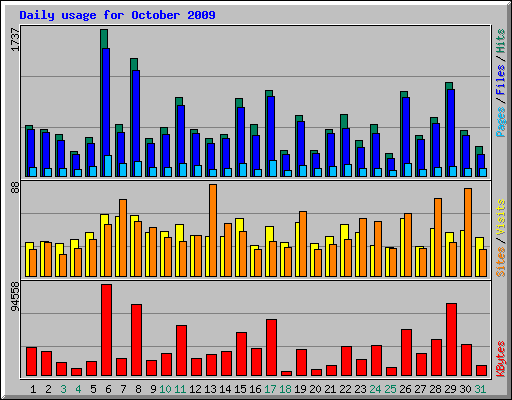 Daily usage for October 2009
1737
Pages / Files / Hits
88
Sites / Visits
94558
KBytes
1 2 3 4 5 6 7 8 9 10 11 12 13 14 15 16 17 18 19 20 21 22 23 24 25 26 27 28 29 30 31